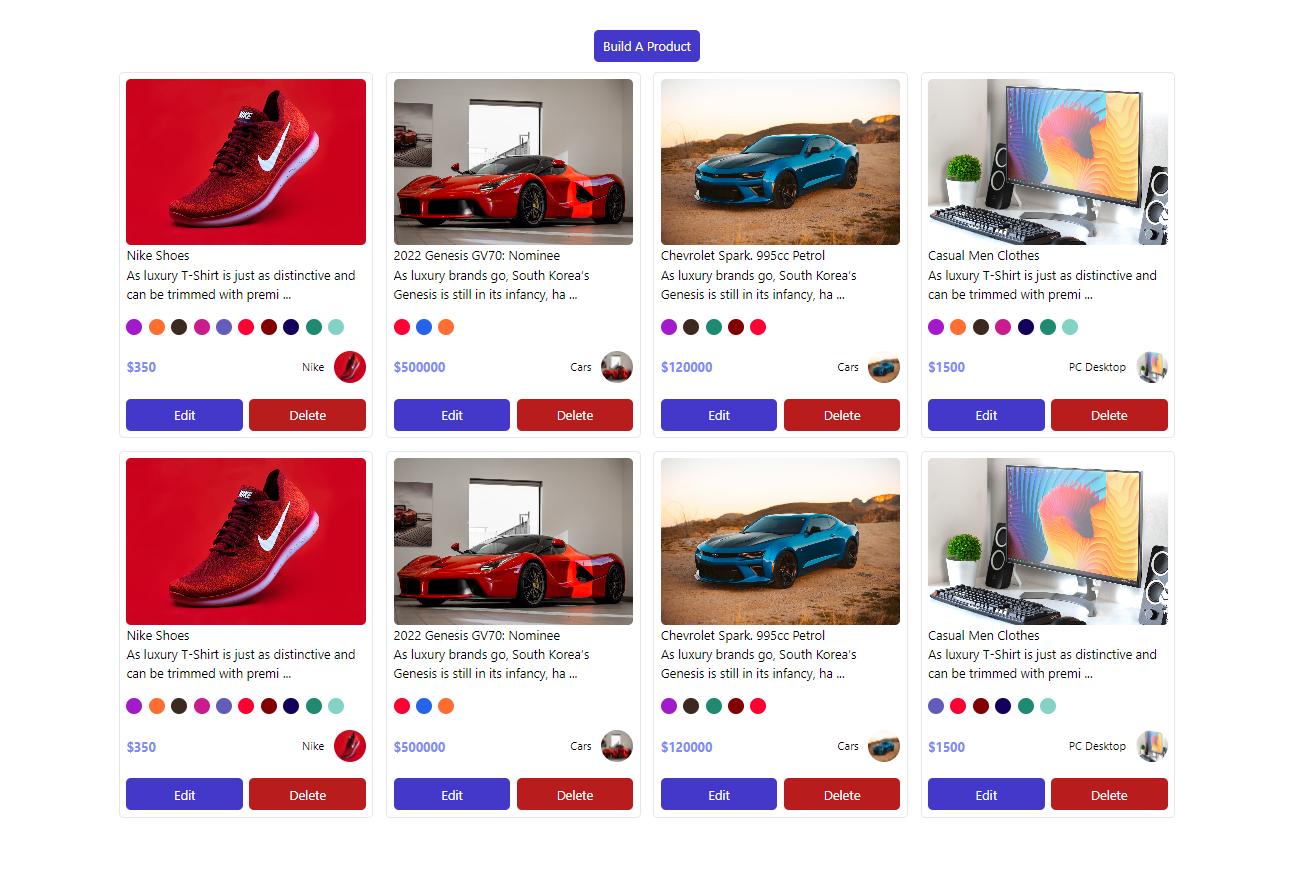 Build A Product
NIKE
Nike Shoes
As luxury T-Shirt is just as distinctive and
can be trimmed with premi ...
$350
Nike
Edit
Delete
2022 Genesis GV70: Nominee
As luxury brands go, South Korea's
Genesis is still in its infancy, ha ...
$500000
Cars
Edit
Delete
Chevrolet Spark. 995cc Petrol
As luxury brands go, South Korea's
Genesis is still in its infancy, ha ...
$120000
Cars
Edit
Delete
Casual Men Clothes
As luxury T-Shirt is just as distinctive and
can be trimmed with premi ...
$1500
PC Desktop
Edit
Delete
NIKE
Nike Shoes
As luxury T-Shirt is just as distinctive and
can be trimmed with premi ...
$350
Nike
Edit
Delete
2022 Genesis GV70: Nominee
As luxury brands go, South Korea's
Genesis is still in its infancy, ha ...
$500000
Cars
Edit
Delete
Chevrolet Spark. 995cc Petrol
As luxury brands go, South Korea's
Genesis is still in its infancy, ha ...
$120000
Cars
Edit
Delete
Casual Men Clothes
As luxury T-Shirt is just as distinctive and
can be trimmed with premi ...
$1500
PC Desktop
Edit
Delete